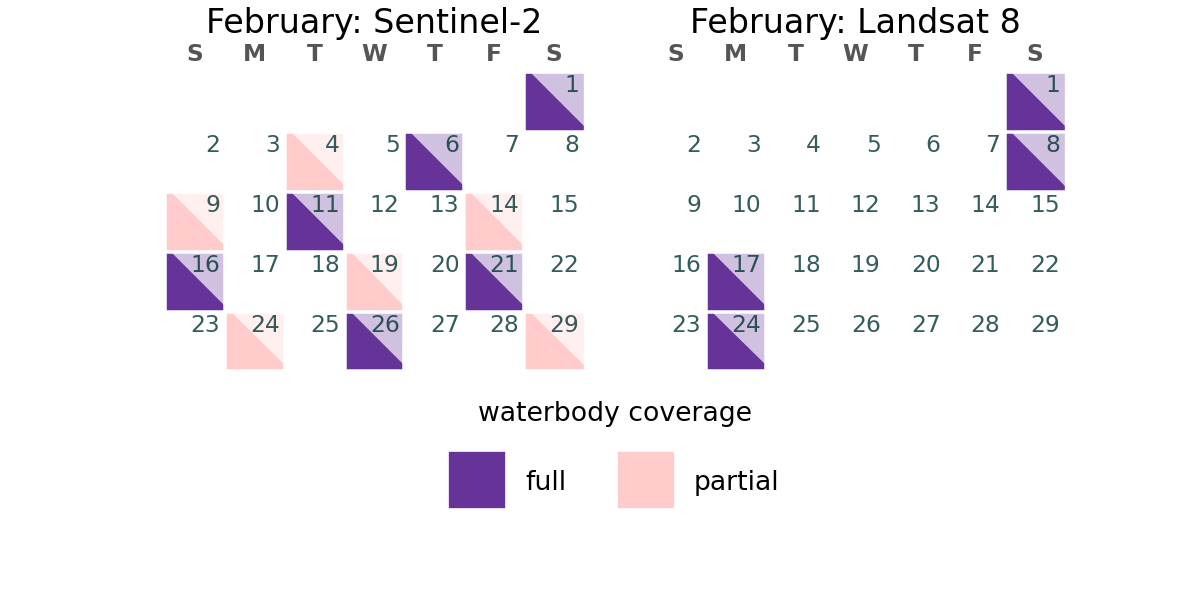 February: Sentinel-2
S M T W T F S
1
2 3 4 5 6 7 8
9 10 11 12 13 14 15
16 17 18 19 20 21 22
23 24 25 26 27 28 29
February: Landsat 8
S M T W T F S
1
2 3 4 5 6 7 8
9 10 11 12 13 14 15
16 17 18 19 20 21 22
23 24 25 26 27 28 29
waterbody coverage
full
partial